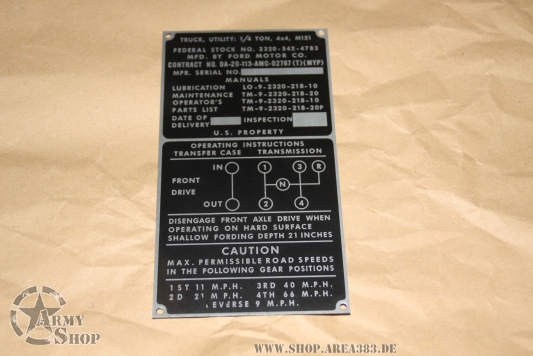 TRUCK, UTILITY: 1/4 TON, 4x4, M151
FEDERAL STOCK NO. 2320-542-4783
MFD. BY FORD MOTOR CO.
CONTRACT NO. DA-20-113-AMC-02787(T)(MYP)
MFR. SERIAL NO.
MANUALS
LUBRICATION LO-9-2320-218-10
MAINTENANCE TM-9-2320-218-20
OPERATOR'S TM-9-2320-218-10
PARTS LIST TM-9-2320-218-20P
DATE OF
DELIVERY INSPECTION
U.S. PROPERTY
OPERATING INSTRUCTIONS
TRANSFER CASE TRANSMISSION
IN 1 3 R
FRONT
DRIVE N
OUT 2 4
DISENGAGE FRONT AXLE DRIVE WHEN
OPERATING ON HARD SURFACE
SHALLOW FORDING DEPTH 21 INCHES
CAUTION
MAX. PERMISSIBLE ROAD SPEEDS
IN THE FOLLOWING GEAR POSITIONS
1ST 11 M.P.H. 3RD 40 M.P.H.
2D 21 M.P.H. 4TH 66 M.P.H.
EVERSE 9 M.P.H.
ARMY
SHOP
WWW.SHOP.AREA383.DE